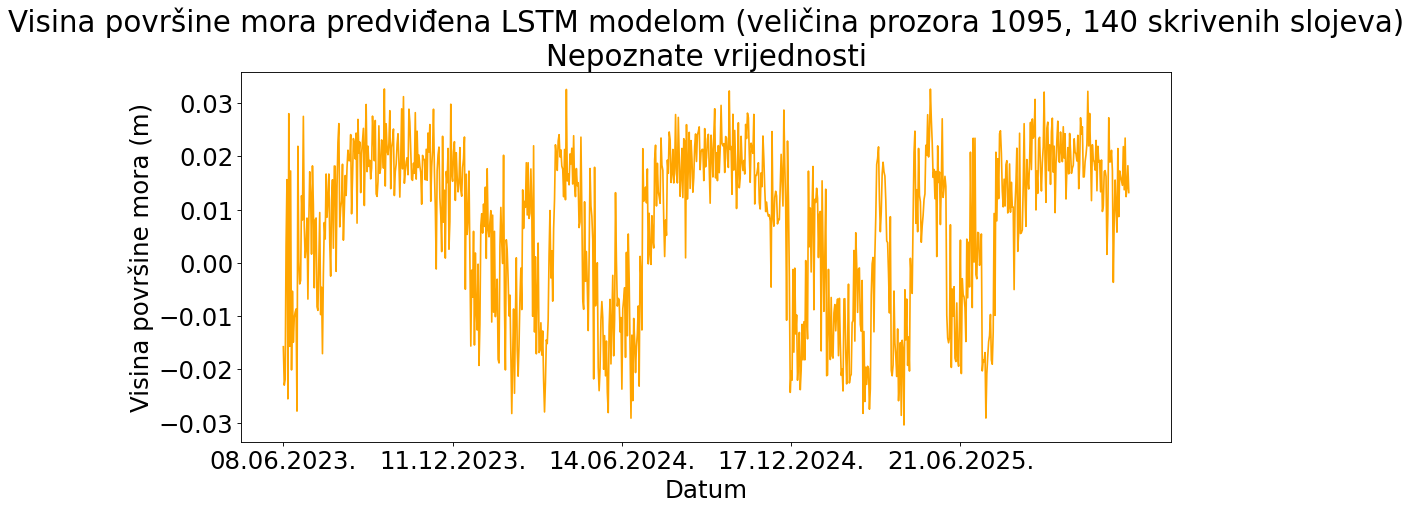 Visina površine mora predviđena LSTM modelom (veličina prozora 1095, 140 skrivenih slojeva)
Nepoznate vrijednosti
Visina površine mora (m)
0.03
0.02
0.01
0.00
−0.01
−0.02
−0.03
08.06.2023. 11.12.2023. 14.06.2024. 17.12.2024. 21.06.2025.
Datum